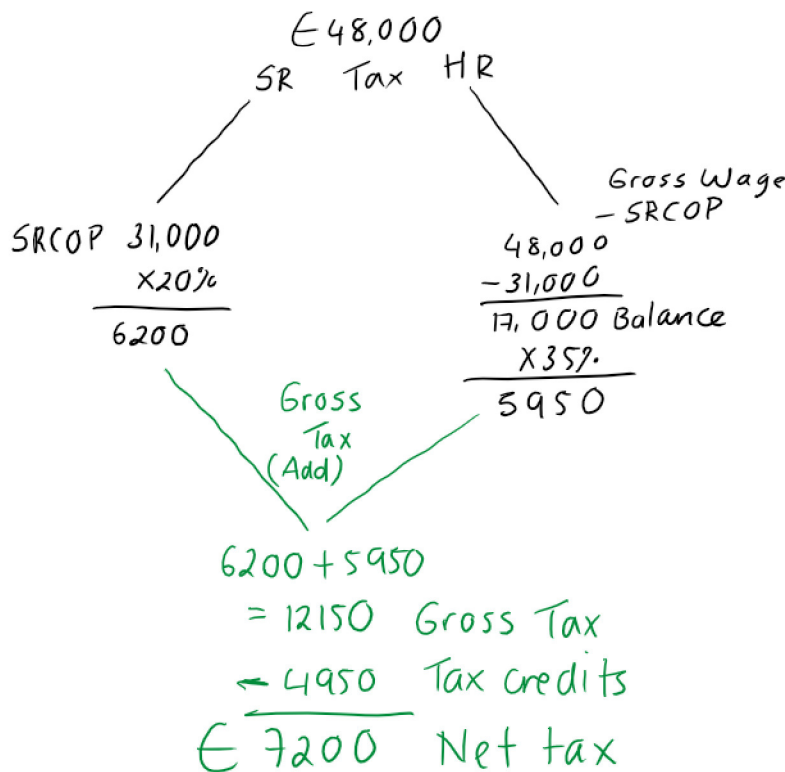 €48,000
SR Tax HR
SRCOP 31,000
X20%
6200
Gross Wage
- SRCOP
48,000
-31,000
17,000 Balance
X35%
5950
Gross
Tax
(Add)
6200+5950
= 12150 Gross Tax
- 4950 Tax credits
€ 7200 Net tax